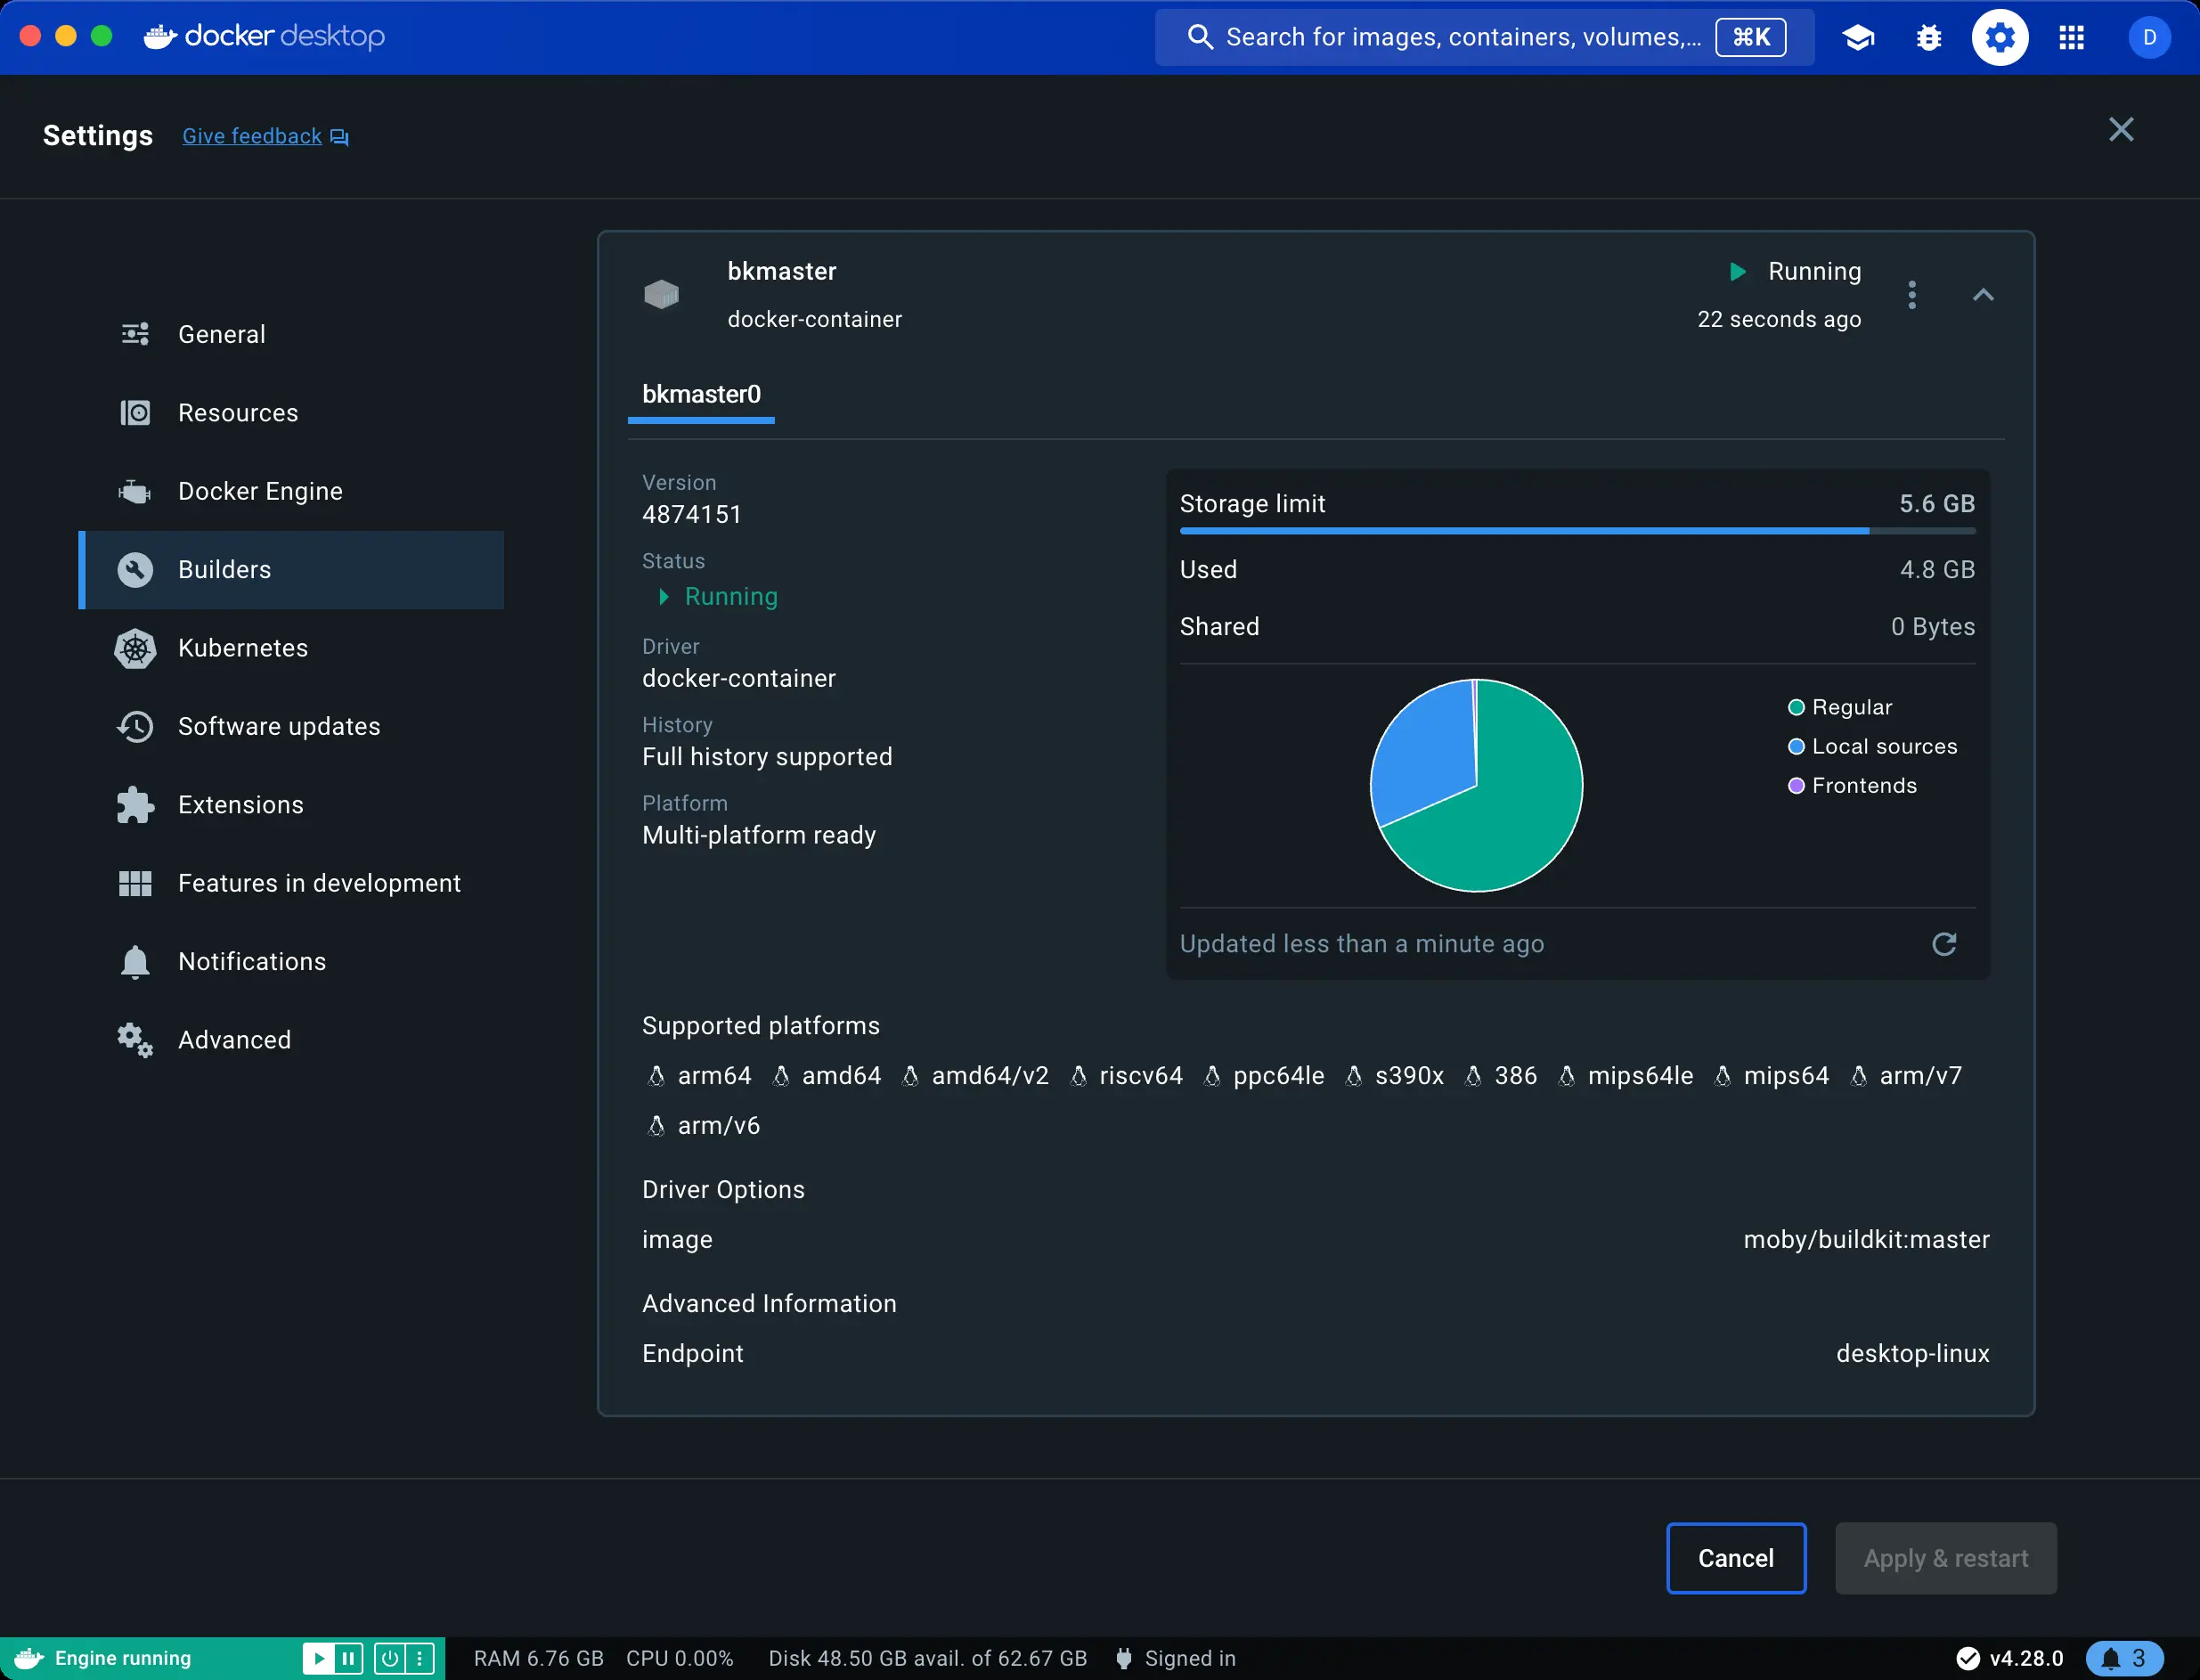 docker desktop
Search for images, containers, volumes,...
⌘K
D
Settings
Give feedback
General
Resources
Docker Engine
Builders
Kubernetes
Software updates
Extensions
Features in development
Notifications
Advanced
bkmaster
docker-container
Running
22 seconds ago
bkmaster0
Version
4874151
Status
Running
Driver
docker-container
History
Full history supported
Platform
Multi-platform ready
Storage limit 5.6 GB
Used 4.8 GB
Shared 0 Bytes
Regular
Local sources
Frontends
Updated less than a minute ago
Supported platforms
arm64 amd64 amd64/v2 riscv64 ppc64le s390x 386 mips64le mips64 arm/v7
arm/v6
Driver Options
image moby/buildkit:master
Advanced Information
Endpoint desktop-linux
Cancel
Apply & restart
Engine running
RAM 6.76 GB CPU 0.00% Disk 48.50 GB avail. of 62.67 GB Signed in
v4.28.0
3